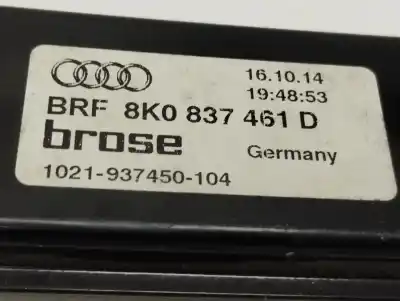 16.10.14
19:48:53
BRF 8K0 837 461 D
brose Germany
1021-937450-104